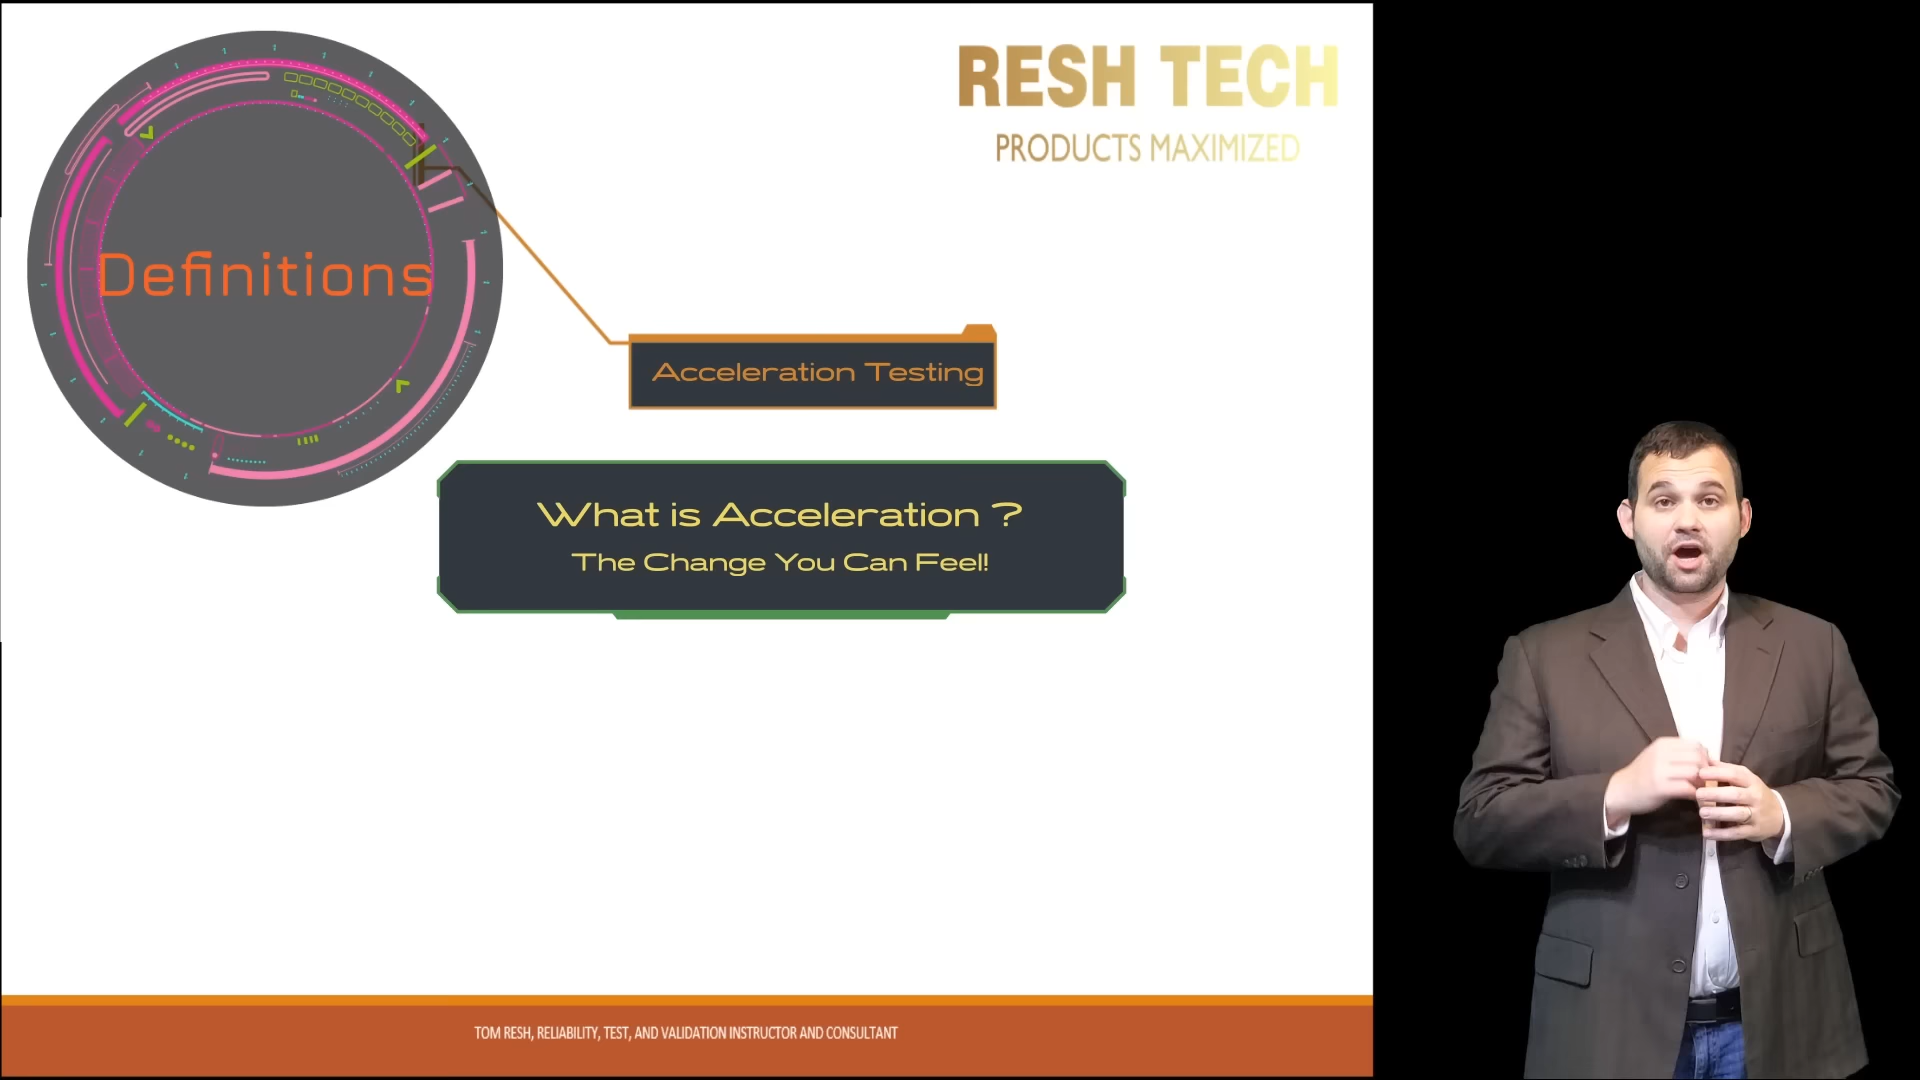 RESH TECH
PRODUCTS MAXIMIZED
Definitions
Acceleration Testing
What is Acceleration ?
The Change You Can Feel!
TOM RESH, RELIABILITY, TEST, AND VALIDATION INSTRUCTOR AND CONSULTANT